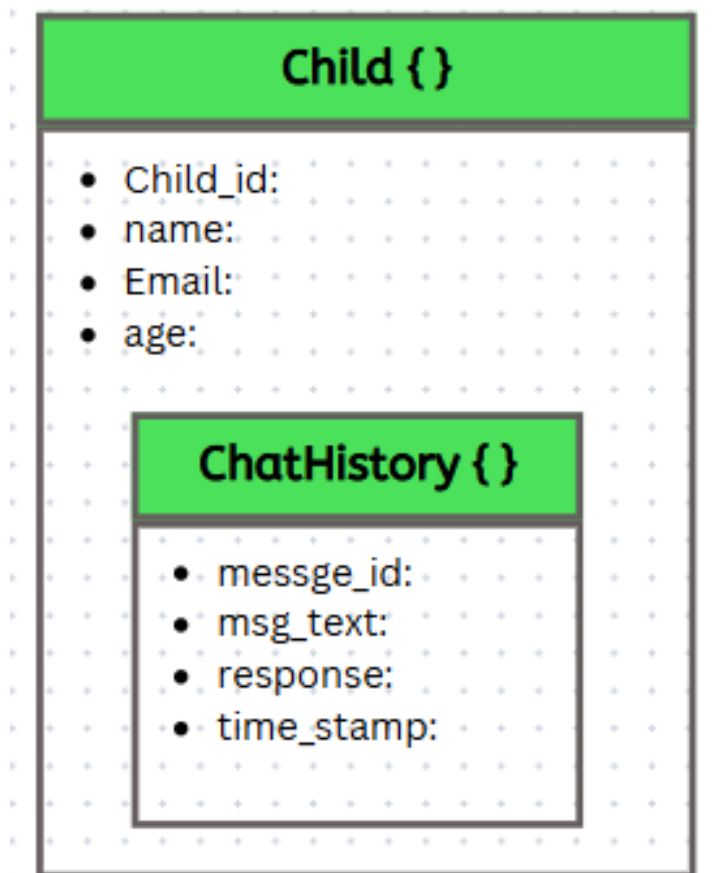 Child { }
Child_id:
name:
Email:
age:
ChatHistory { }
messge_id:
msg_text:
response:
time_stamp: